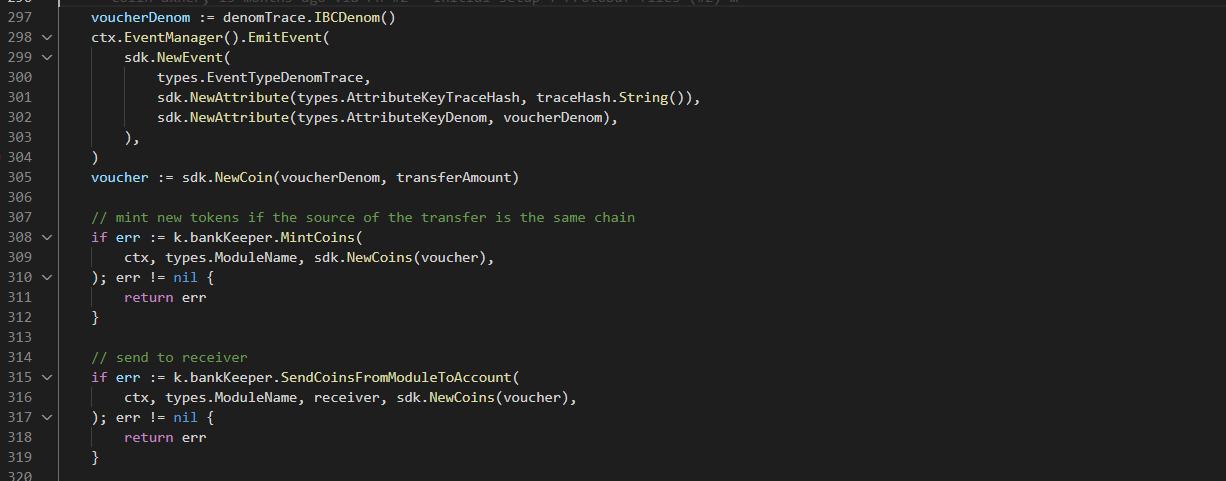 297 voucherDenom := denomTrace.IBCDenom()
298 ctx.EventManager().EmitEvent(
299 sdk.NewEvent(
300 types.EventTypeDenomTrace,
301 sdk.NewAttribute(types.AttributeKeyTraceHash, traceHash.String()),
302 sdk.NewAttribute(types.AttributeKeyDenom, voucherDenom),
303 ),
304 )
305 voucher := sdk.NewCoin(voucherDenom, transferAmount)
306
307 // mint new tokens if the source of the transfer is the same chain
308 if err := k.bankKeeper.MintCoins(
309 ctx, types.ModuleName, sdk.NewCoins(voucher),
310 ); err != nil {
311 return err
312 }
313
314 // send to receiver
315 if err := k.bankKeeper.SendCoinsFromModuleToAccount(
316 ctx, types.ModuleName, receiver, sdk.NewCoins(voucher),
317 ); err != nil {
318 return err
319 }
320